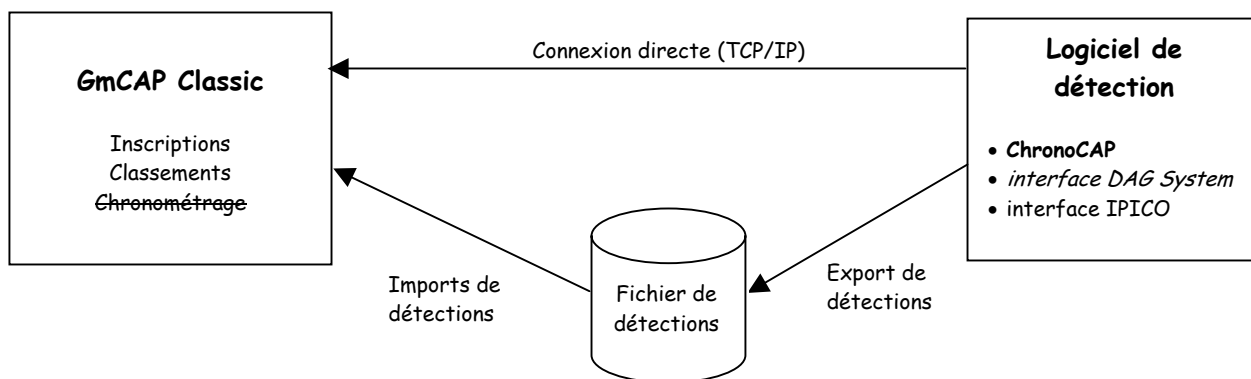 GmCAP Classic
Inscriptions
Classements
Chronométrage
Connexion directe (TCP/IP)
Logiciel de
détection
• ChronoCAP
• interface DAG System
• interface IPICO
Imports de
détections
Fichier de
détections
Export de
détections